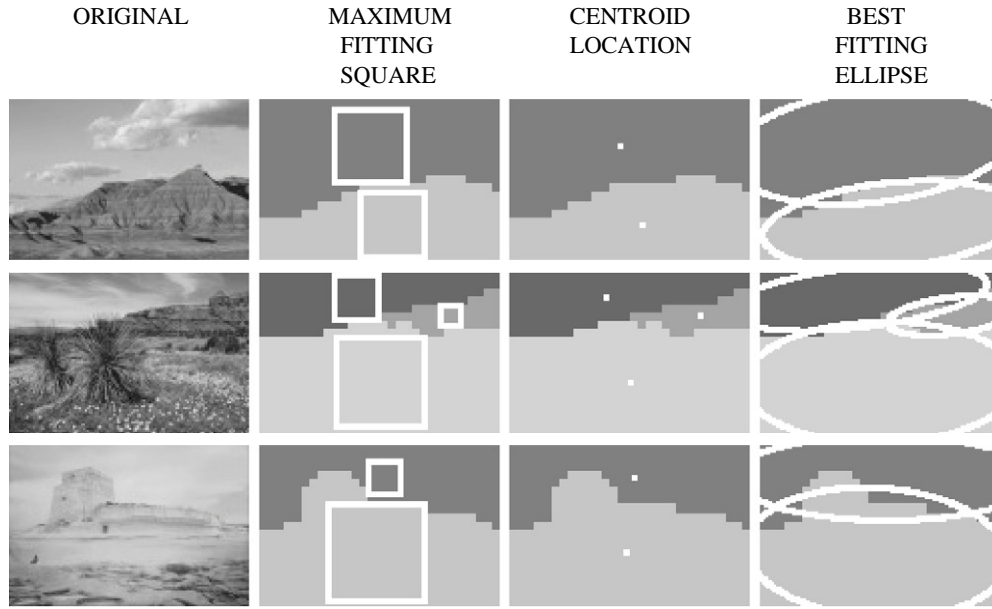 ORIGINAL
MAXIMUM
FITTING
SQUARE
CENTROID
LOCATION
BEST
FITTING
ELLIPSE